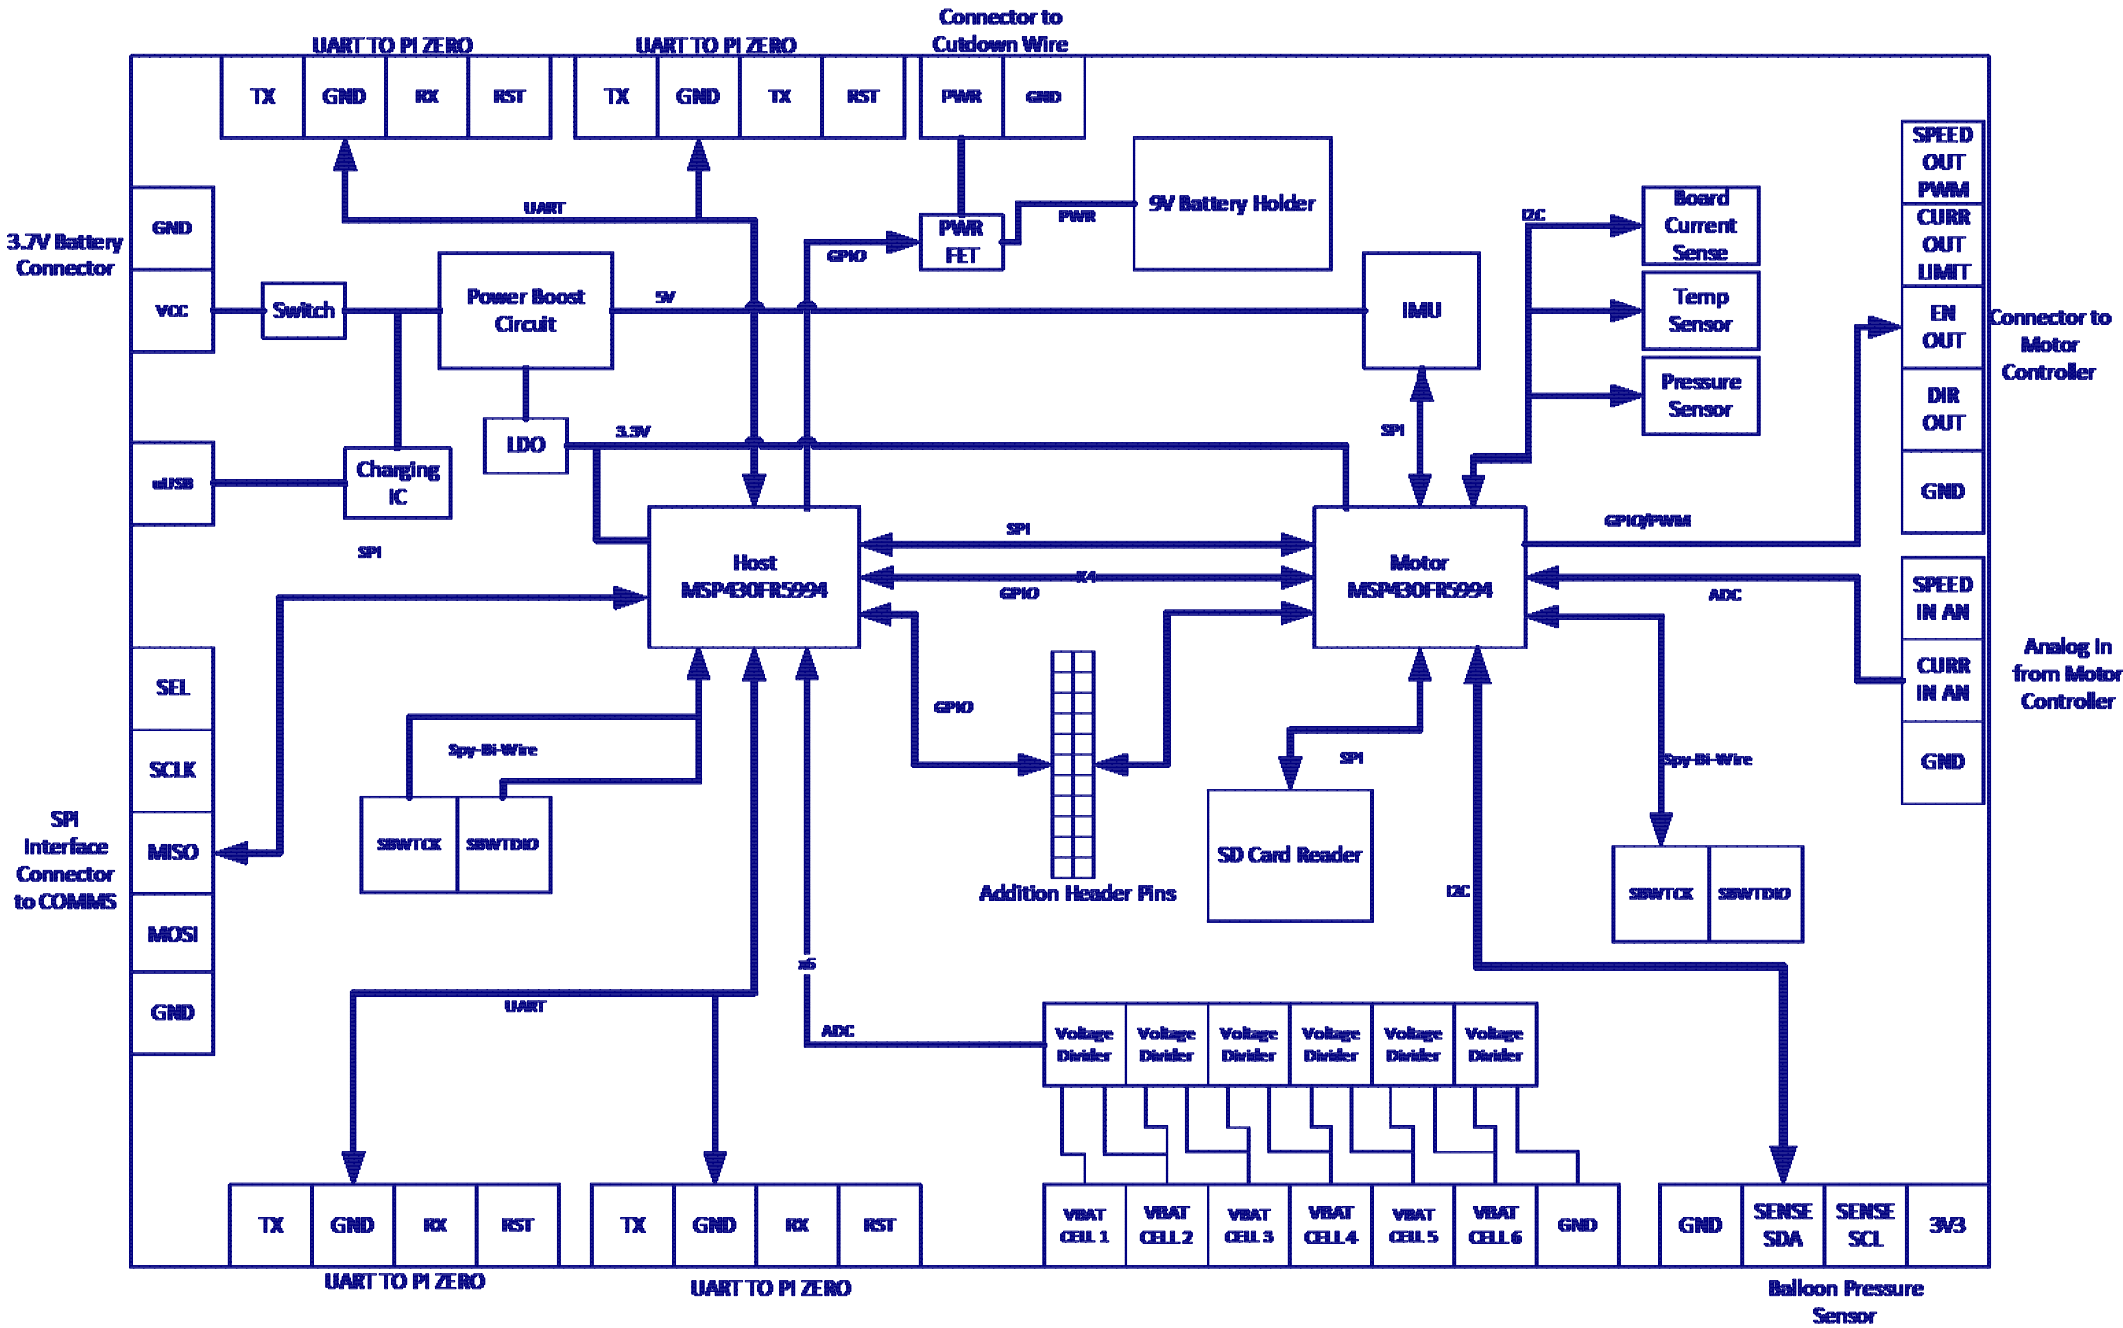 Connector to
Cutdown Wire
UART TO PI ZERO
UART TO PI ZERO
TX
GND
RX
RST
TX
GND
TX
RST
PWR
GND
SPEED
OUT
PWM
CURR
OUT
LIMIT
EN
OUT
DIR
OUT
GND
Connector to
Motor
Controller
3.7V Battery
Connector
GND
VCC
Switch
Power Boost
Circuit
UART
GPIO
PWR
FET
PWR
9V Battery Holder
5V
IMU
I2C
Board
Current
Sense
Temp
Sensor
Pressure
Sensor
LDO
3.3V
SPI
uUSB
Charging
IC
SPI
Host
MSP430FR5994
SPI
X4
GPIO
Motor
MSP430FR5994
GPIO/PWM
ADC
SPEED
IN AN
CURR
IN AN
GND
Analog In
from Motor
Controller
SEL
SCLK
MISO
MOSI
GND
SPI
Interface
Connector
to COMMS
Spy-Bi-Wire
SBWTCK
SBWTDIO
GPIO
Addition Header Pins
SPI
SD Card Reader
I2C
Spy-Bi-Wire
SBWTCK
SBWTDIO
x6
UART
ADC
Voltage
Divider
Voltage
Divider
Voltage
Divider
Voltage
Divider
Voltage
Divider
Voltage
Divider
TX
GND
RX
RST
TX
GND
RX
RST
VBAT
CELL 1
VBAT
CELL 2
VBAT
CELL 3
VBAT
CELL 4
VBAT
CELL 5
VBAT
CELL 6
GND
GND
SENSE
SDA
SENSE
SCL
3V3
UART TO PI ZERO
UART TO PI ZERO
Balloon Pressure
Sensor